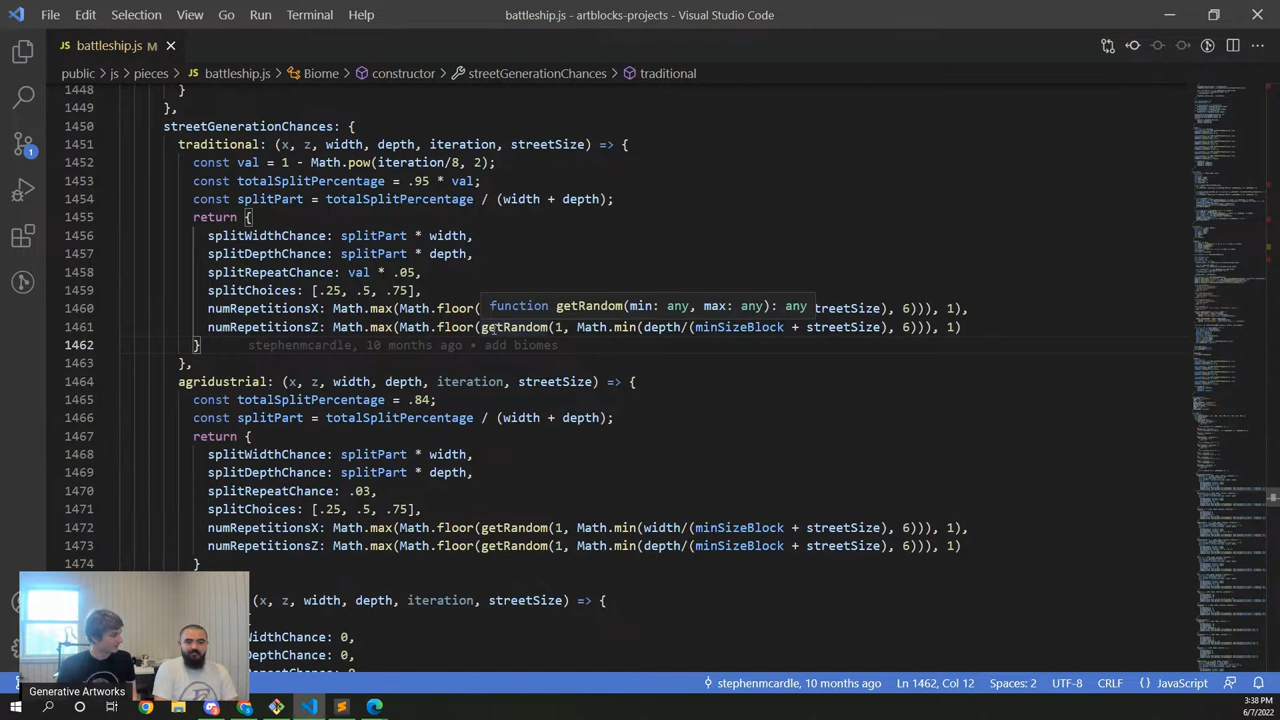 File Edit Selection View Go Run Terminal Help battleship.js - artblocks-projects - Visual Studio Code
JS battleship.js M
public > js > pieces > JS battleship.js > Biome > constructor > streetGenerationChances > traditional
1448 }
1449 },
1450 streetGenerationChances: {
1451 traditional: (x, z, width, depth, iteration, streetSize) => {
1452 const val = 1 - Math.pow(iteration/8, 2);
1453 const totalSplitPercentage = .95 * val;
1454 const splitPart = totalSplitPercentage / (width + depth);
1455 return {
1456 splitWidthChance: splitPart * width,
1457 splitDepthChance: splitPart * depth,
1458 splitRepeatChance: val * .05,
1459 splitChoices: [.25, .5, .75],
function getRandom(min: any, max: any): any
1460 numRepetitionsX: Math.max(Math.floor( streetSize), 6)), 1),
1461 numRepetitionsZ: Math.max(Math.floor(getRandom(1, Math.min(depth/(minSizeBlock + streetSize), 6))), 1),
1462 } stephenmcardle, 10 months ago • add biomes
1463 },
1464 agridustrial: (x, z, width, depth, iteration, streetSize) => {
1465 const totalSplitPercentage = .84;
1466 const splitPart = totalSplitPercentage / (width + depth);
1467 return {
1468 splitWidthChance: splitPart * width,
1469 splitDepthChance: splitPart * depth,
1470 splitRepeatChance: .03,
1471 splitChoices: [.25, .5, .75],
1472 numRepetitionsX: Math.max(Math.floor(getRandom(1, Math.min(width/(minSizeBlock + streetSize), 6))), 1),
1473 numRepetitionsZ: Math.max(Math.floor(getRandom(1, Math.min(depth/(minSizeBlock + streetSize), 6))), 1),
1474 }
(x, z, width, depth, iteration, streetSize) => {
WidthChance: 0,
DepthChance: 0,
Generative Artworks
stephenmcardle, 10 months ago Ln 1462, Col 12 Spaces: 2 UTF-8 CRLF {} JavaScript
3:38 PM
6/7/2022